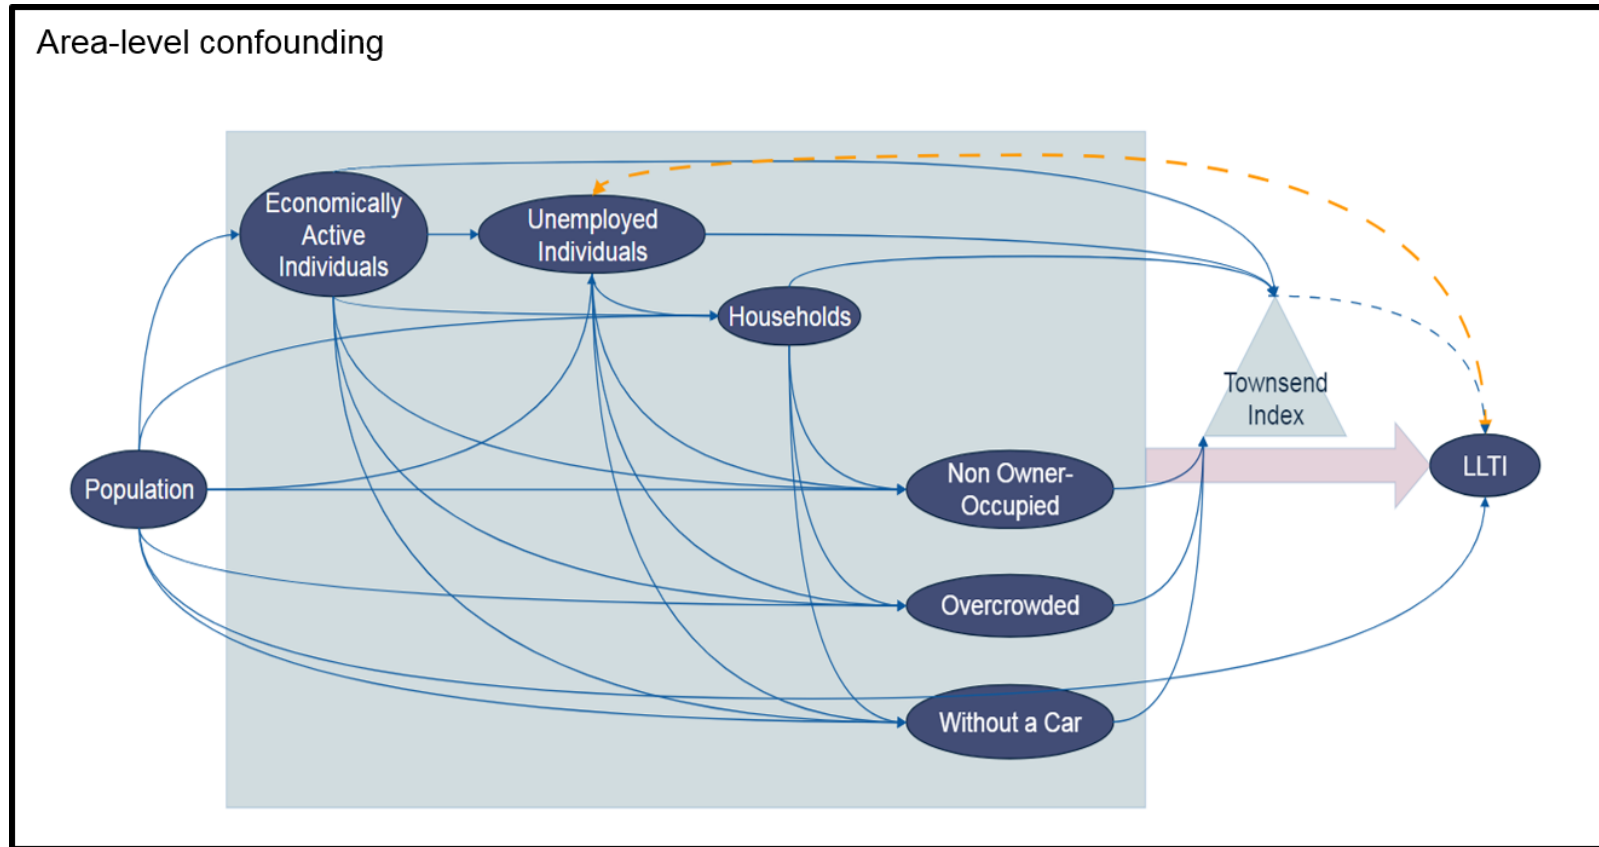 Area-level confounding
Economically
Active
Individuals
Unemployed
Individuals
Households
Townsend
Index
Population
Non Owner-
Occupied
LLTI
Overcrowded
Without a Car